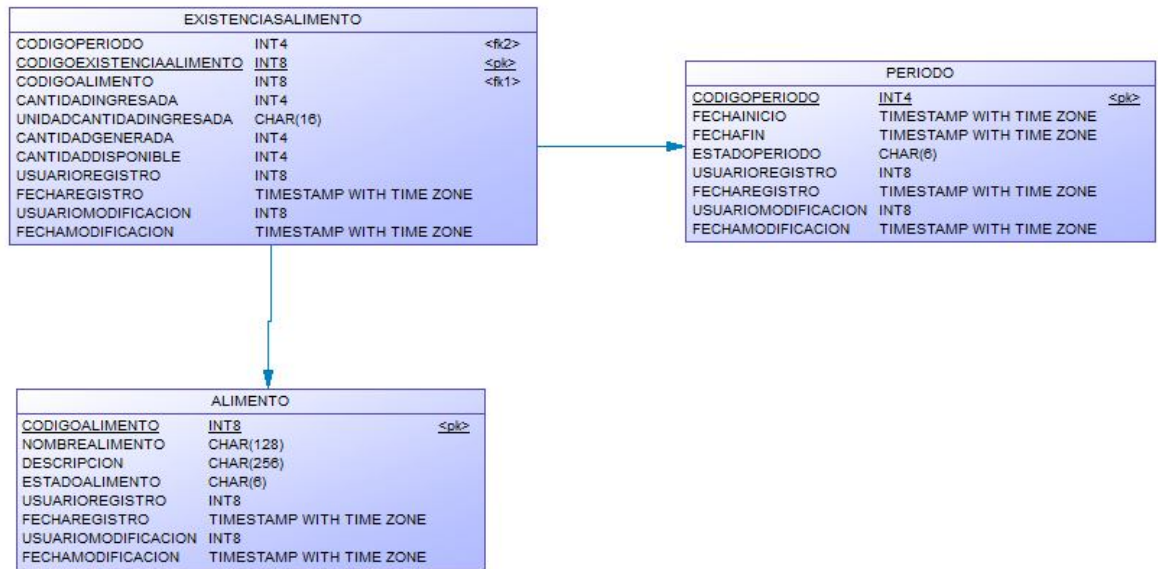 EXISTENCIASALIMENTO
CODIGOPERIODO INT4 <fk2>
CODIGOEXISTENCIAALIMENTO INT8 <pk>
CODIGOALIMENTO INT8 <fk1>
CANTIDADINGRESADA INT4
UNIDADCANTIDADINGRESADA CHAR(16)
CANTIDADGENERADA INT4
CANTIDADDISPONIBLE INT4
USUARIOREGISTRO INT8
FECHAREGISTRO TIMESTAMP WITH TIME ZONE
USUARIOMODIFICACION INT8
FECHAMODIFICACION TIMESTAMP WITH TIME ZONE
PERIODO
CODIGOPERIODO INT4 <pk>
FECHAINICIO TIMESTAMP WITH TIME ZONE
FECHAFIN TIMESTAMP WITH TIME ZONE
ESTADOPERIODO CHAR(6)
USUARIOREGISTRO INT8
FECHAREGISTRO TIMESTAMP WITH TIME ZONE
USUARIOMODIFICACION INT8
FECHAMODIFICACION TIMESTAMP WITH TIME ZONE
ALIMENTO
CODIGOALIMENTO INT8 <pk>
NOMBREALIMENTO CHAR(128)
DESCRIPCION CHAR(256)
ESTADOALIMENTO CHAR(6)
USUARIOREGISTRO INT8
FECHAREGISTRO TIMESTAMP WITH TIME ZONE
USUARIOMODIFICACION INT8
FECHAMODIFICACION TIMESTAMP WITH TIME ZONE